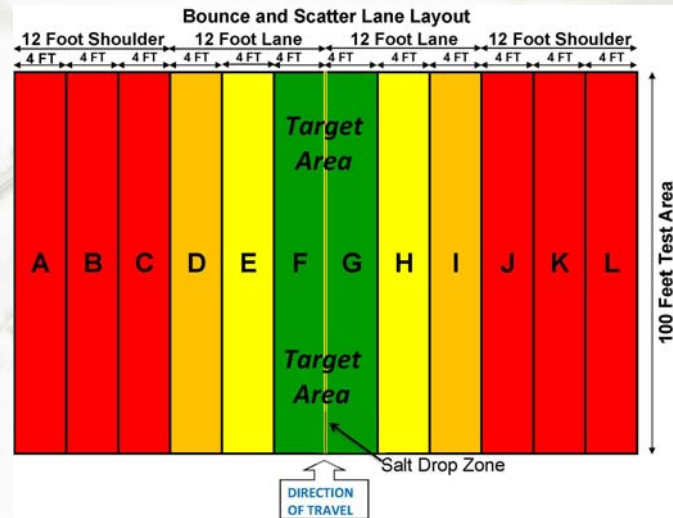 Bounce and Scatter Lane Layout
12 Foot Shoulder 12 Foot Lane 12 Foot Lane 12 Foot Shoulder
4 FT 4 FT 4 FT 4 FT 4 FT 4 FT 4 FT 4 FT 4 FT 4 FT 4 FT 4 FT
Target
Area
A B C D E F G H I J K L
Target
Area
100 Feet Test Area
Salt Drop Zone
DIRECTION
OF TRAVEL